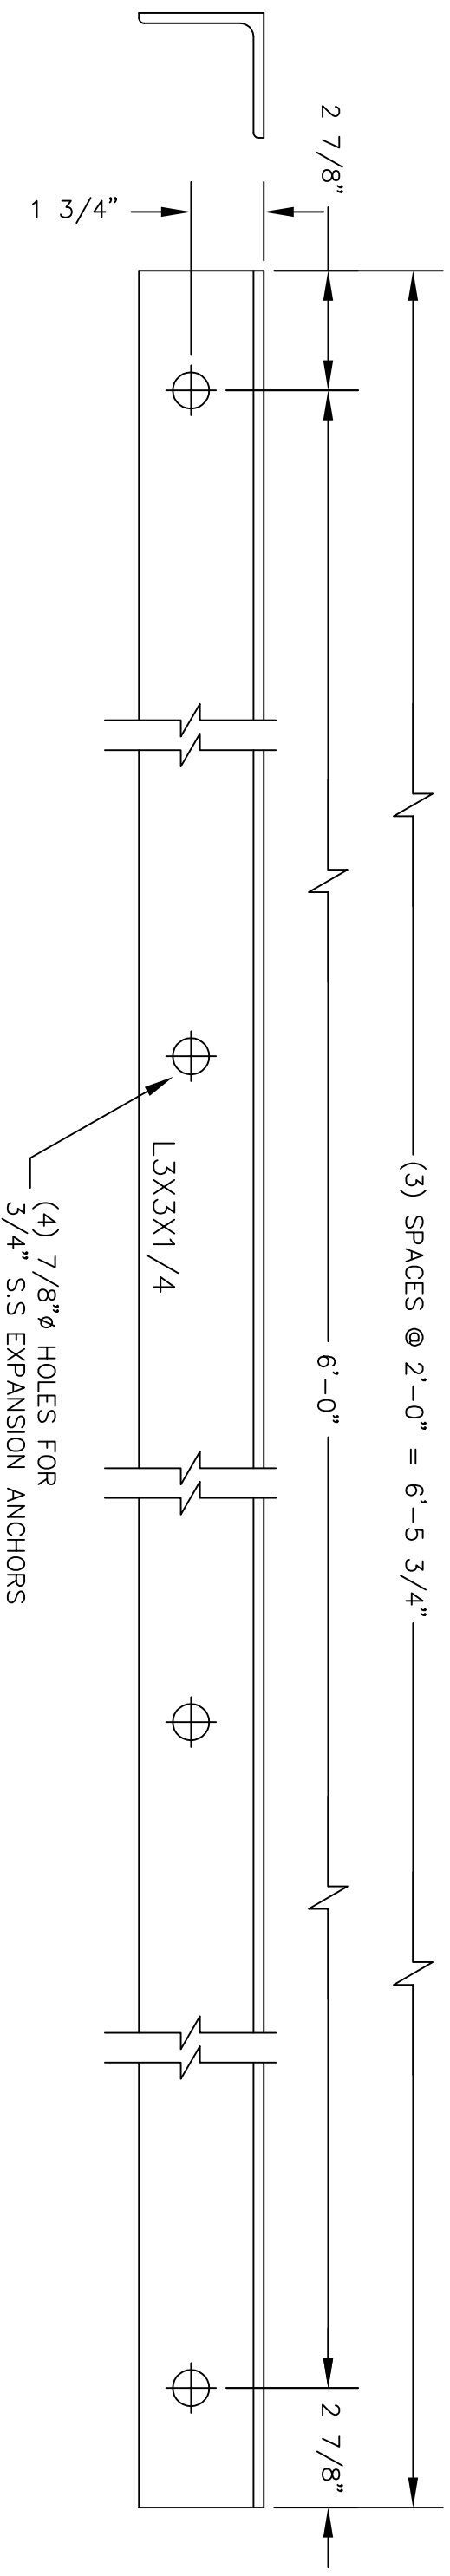 (3) SPACES @ 2'-0" = 6'-5 3/4"
2 7/8"
6'-0"
2 7/8"
1 3/4"
L3X3X1/4
(4) 7/8"ø HOLES FOR
3/4" S.S EXPANSION ANCHORS